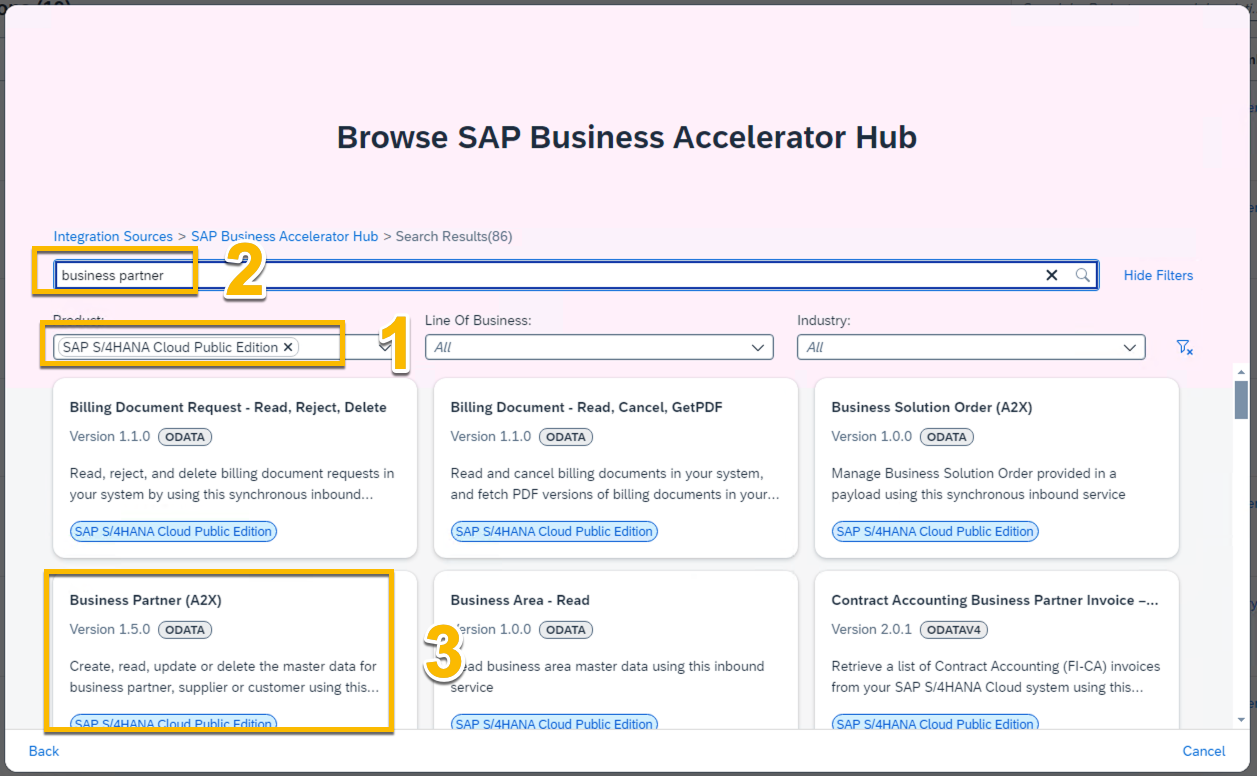 Browse SAP Business Accelerator Hub
Integration Sources > SAP Business Accelerator Hub > Search Results(86)
business partner
2
Hide Filters
Product:
Line Of Business:
Industry:
SAP S/4HANA Cloud Public Edition
1
All
All
Billing Document Request - Read, Reject, Delete
Version 1.1.0 ODATA
Read, reject, and delete billing document requests in
your system by using this synchronous inbound...
SAP S/4HANA Cloud Public Edition
Billing Document - Read, Cancel, GetPDF
Version 1.1.0 ODATA
Read and cancel billing documents in your system,
and fetch PDF versions of billing documents in your...
SAP S/4HANA Cloud Public Edition
Business Solution Order (A2X)
Version 1.0.0 ODATA
Manage Business Solution Order provided in a
payload using this synchronous inbound service
SAP S/4HANA Cloud Public Edition
Business Partner (A2X)
Version 1.5.0 ODATA
Create, read, update or delete the master data for
business partner, supplier or customer using this...
SAP S/4HANA Cloud Public Edition
3
Business Area - Read
Version 1.0.0 ODATA
Read business area master data using this inbound
service
SAP S/4HANA Cloud Public Edition
Contract Accounting Business Partner Invoice –...
Version 2.0.1 ODATAV4
Retrieve a list of Contract Accounting (FI-CA) invoices
from your SAP S/4HANA Cloud system using this...
SAP S/4HANA Cloud Public Edition
Back
Cancel